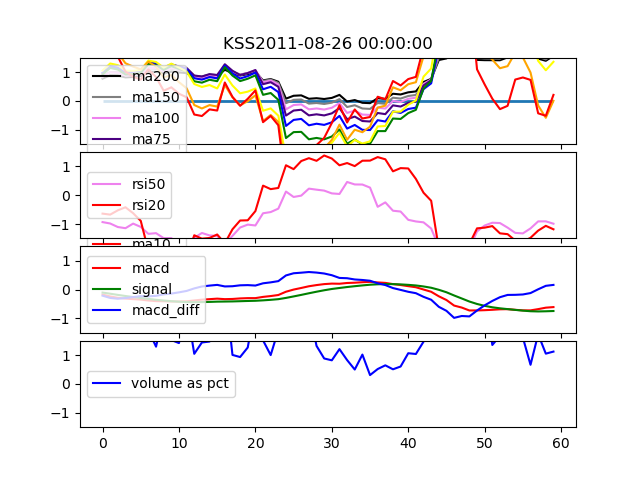 KSS2011-08-26 00:00:00
1
0
−1
ma200
ma150
ma100
ma75
1
0
−1
rsi50
rsi20
ma10
1
0
−1
macd
signal
macd_diff
1
0
−1
volume as pct
0 10 20 30 40 50 60